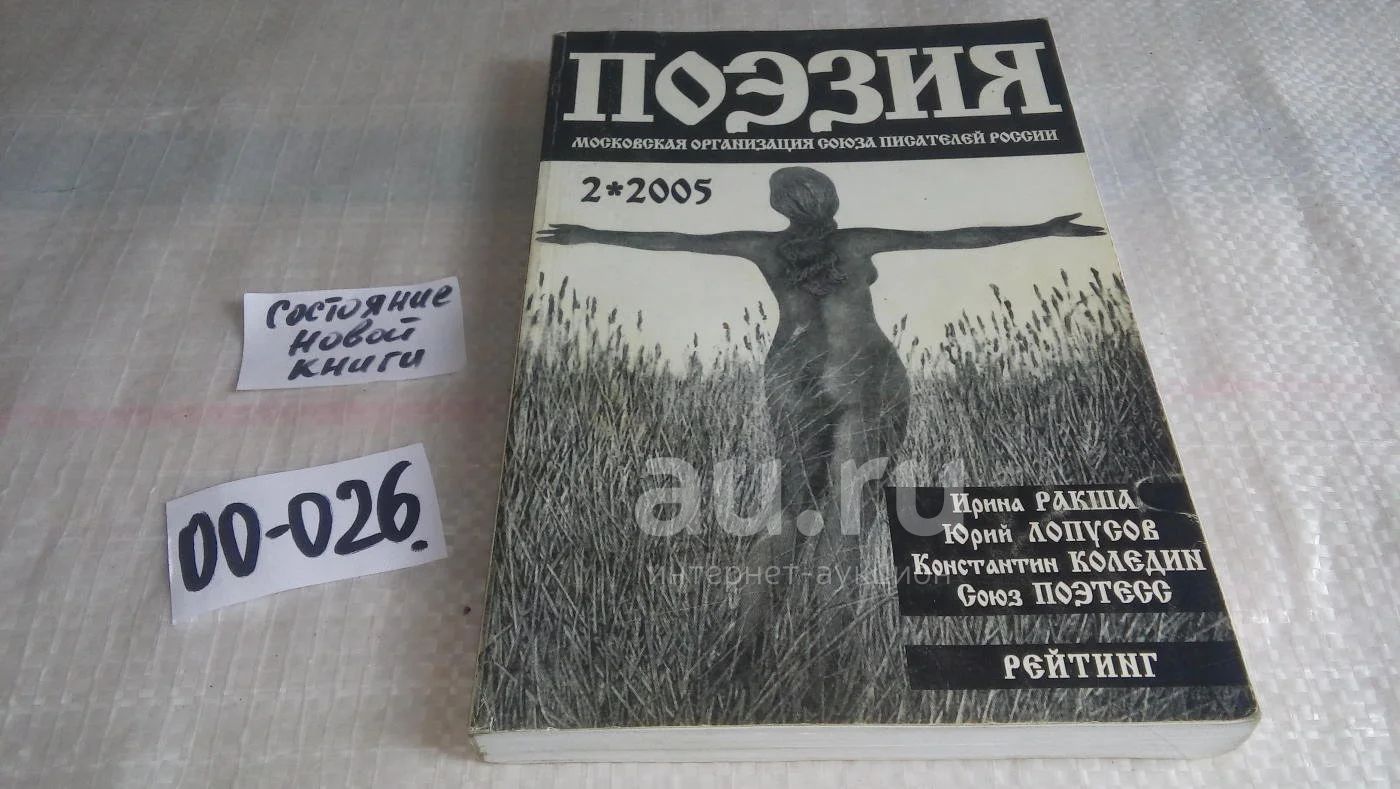 ПОЭЗИЯ
МОСКОВСКАЯ ОРГАНИЗАЦИЯ СОЮЗА ПИСАТЕЛЕЙ РОССИИ
2*2005
Состояние
новой
книги
00-026.
au.ru
интернет-аукцион
Ирина РАКША
Юрий ЛОПУСОВ
Константин КОЛЕДИН
Союз ПОЭТЕСС
РЕЙТИНГ